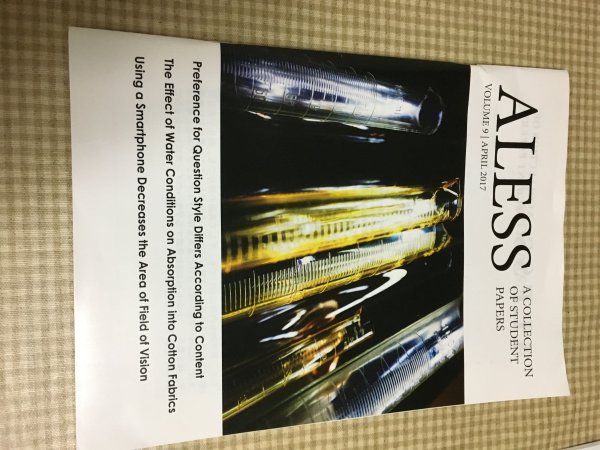 ALESS
A COLLECTION
OF STUDENT
PAPERS
VOLUME 9 | APRIL 2017
Preference for Question Style Differs According to Content
The Effect of Water Conditions on Absorption into Cotton Fabrics
Using a Smartphone Decreases the Area of Field of Vision